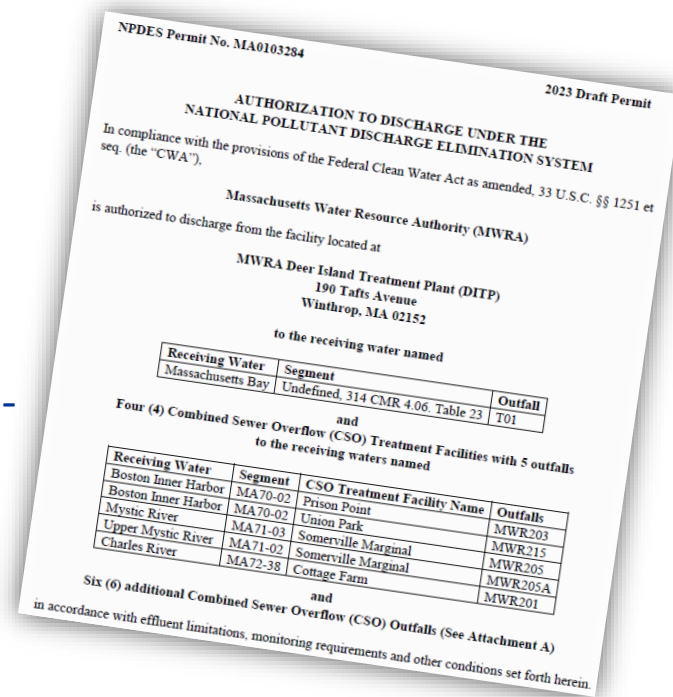 NPDES Permit No. MA0103284
2023 Draft Permit
AUTHORIZATION TO DISCHARGE UNDER THE
NATIONAL POLLUTANT DISCHARGE ELIMINATION SYSTEM
In compliance with the provisions of the Federal Clean Water Act as amended, 33 U.S.C. §§ 1251 et
seq. (the “CWA”),
Massachusetts Water Resource Authority (MWRA)
is authorized to discharge from the facility located at
MWRA Deer Island Treatment Plant (DITP)
190 Tafts Avenue
Winthrop, MA 02152
to the receiving water named
Receiving Water Segment Outfall
Massachusetts Bay Undefined, 314 CMR 4.06. Table 23 T01
and
Four (4) Combined Sewer Overflow (CSO) Treatment Facilities with 5 outfalls
to the receiving waters named
Receiving Water Segment CSO Treatment Facility Name Outfalls
Boston Inner Harbor MA70-02 Prison Point MWR203
Boston Inner Harbor MA70-02 Union Park MWR215
Mystic River MA71-03 Somerville Marginal MWR205
Upper Mystic River MA71-02 Somerville Marginal MWR205A
Charles River MA72-38 Cottage Farm MWR201
and
Six (6) additional Combined Sewer Overflow (CSO) Outfalls (See Attachment A)
in accordance with effluent limitations, monitoring requirements and other conditions set forth herein.